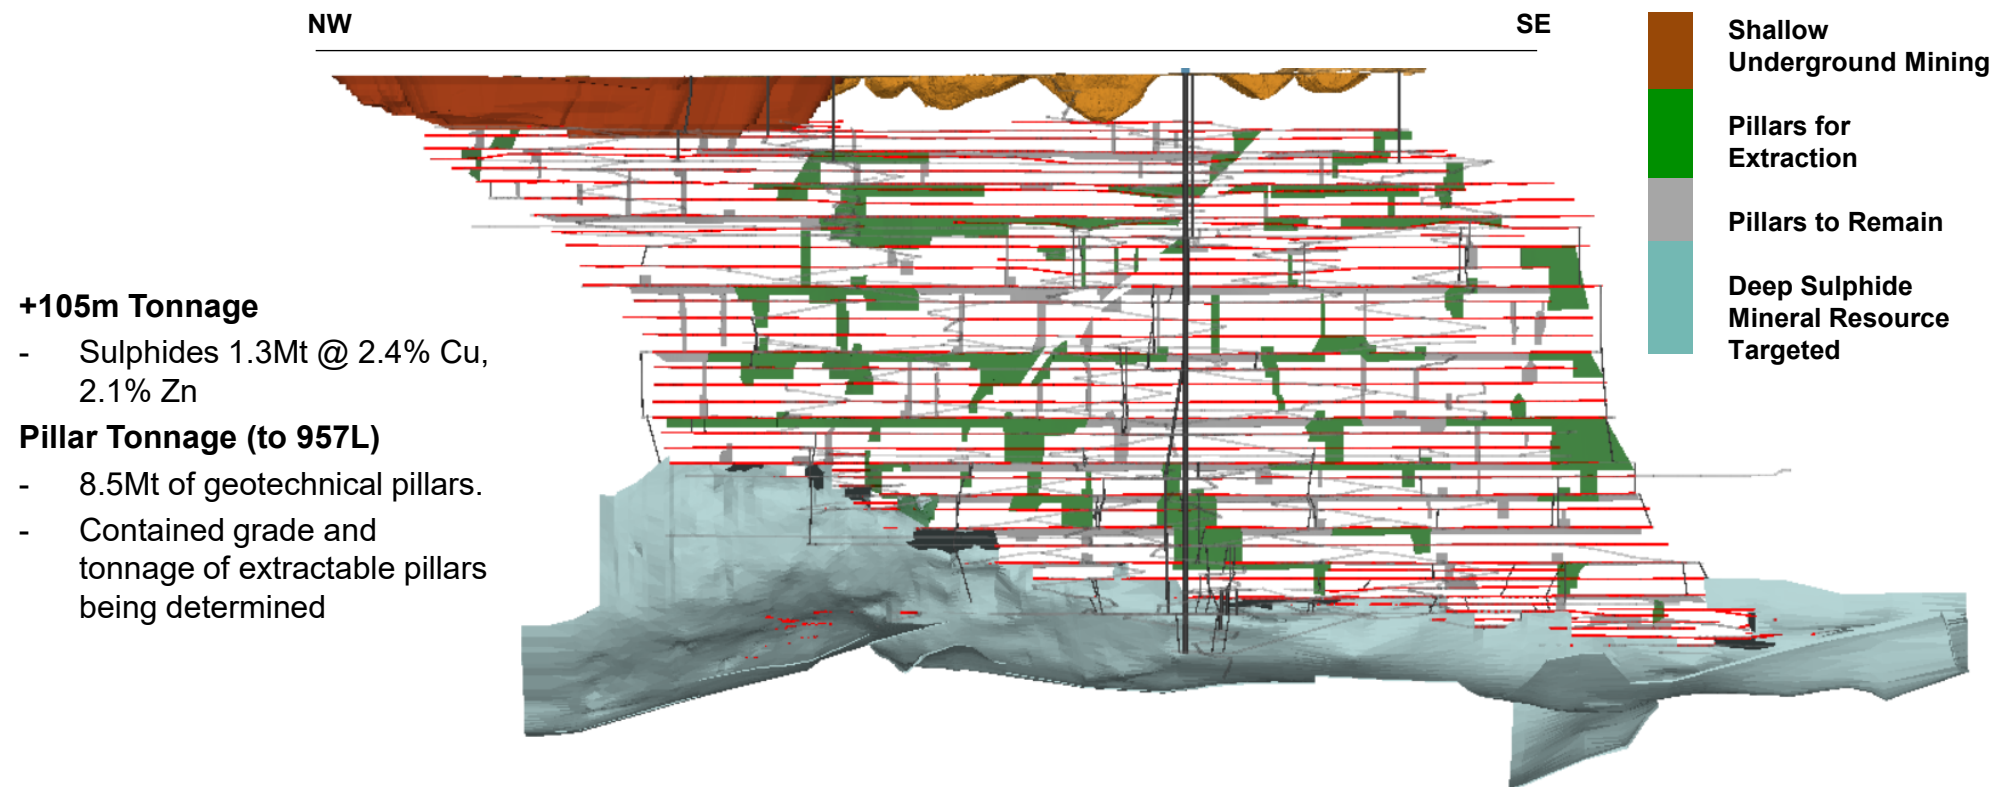 NW
SE
Shallow
Underground Mining
Pillars for
Extraction
Pillars to Remain
Deep Sulphide
Mineral Resource
Targeted
+105m Tonnage
- Sulphides 1.3Mt @ 2.4% Cu,
2.1% Zn
Pillar Tonnage (to 957L)
- 8.5Mt of geotechnical pillars.
- Contained grade and
tonnage of extractable pillars
being determined